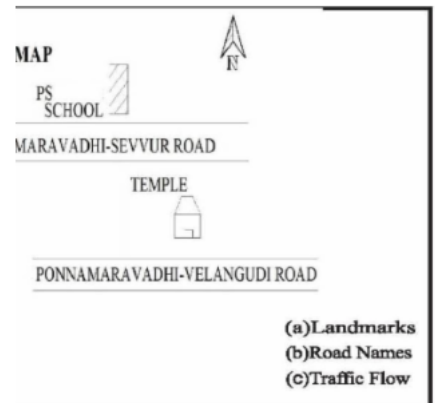 N
MAP
PS
SCHOOL
MARAVADHI-SEVVUR ROAD
TEMPLE
PONNAMARAVADHI-VELANGUDI ROAD
(a)Landmarks
(b)Road Names
(c)Traffic Flow